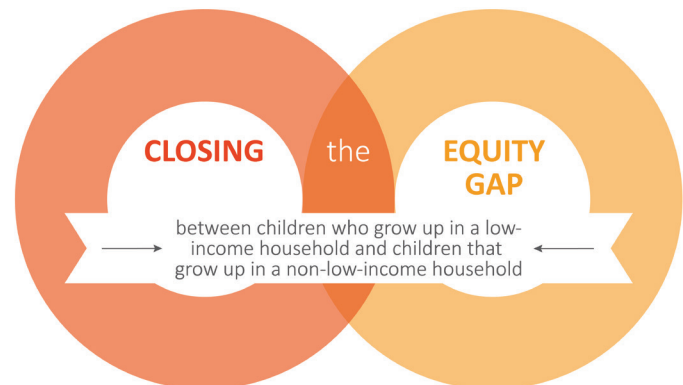 CLOSING the EQUITY
GAP
between children who grow up in a low-
income household and children that
grow up in a non-low-income household